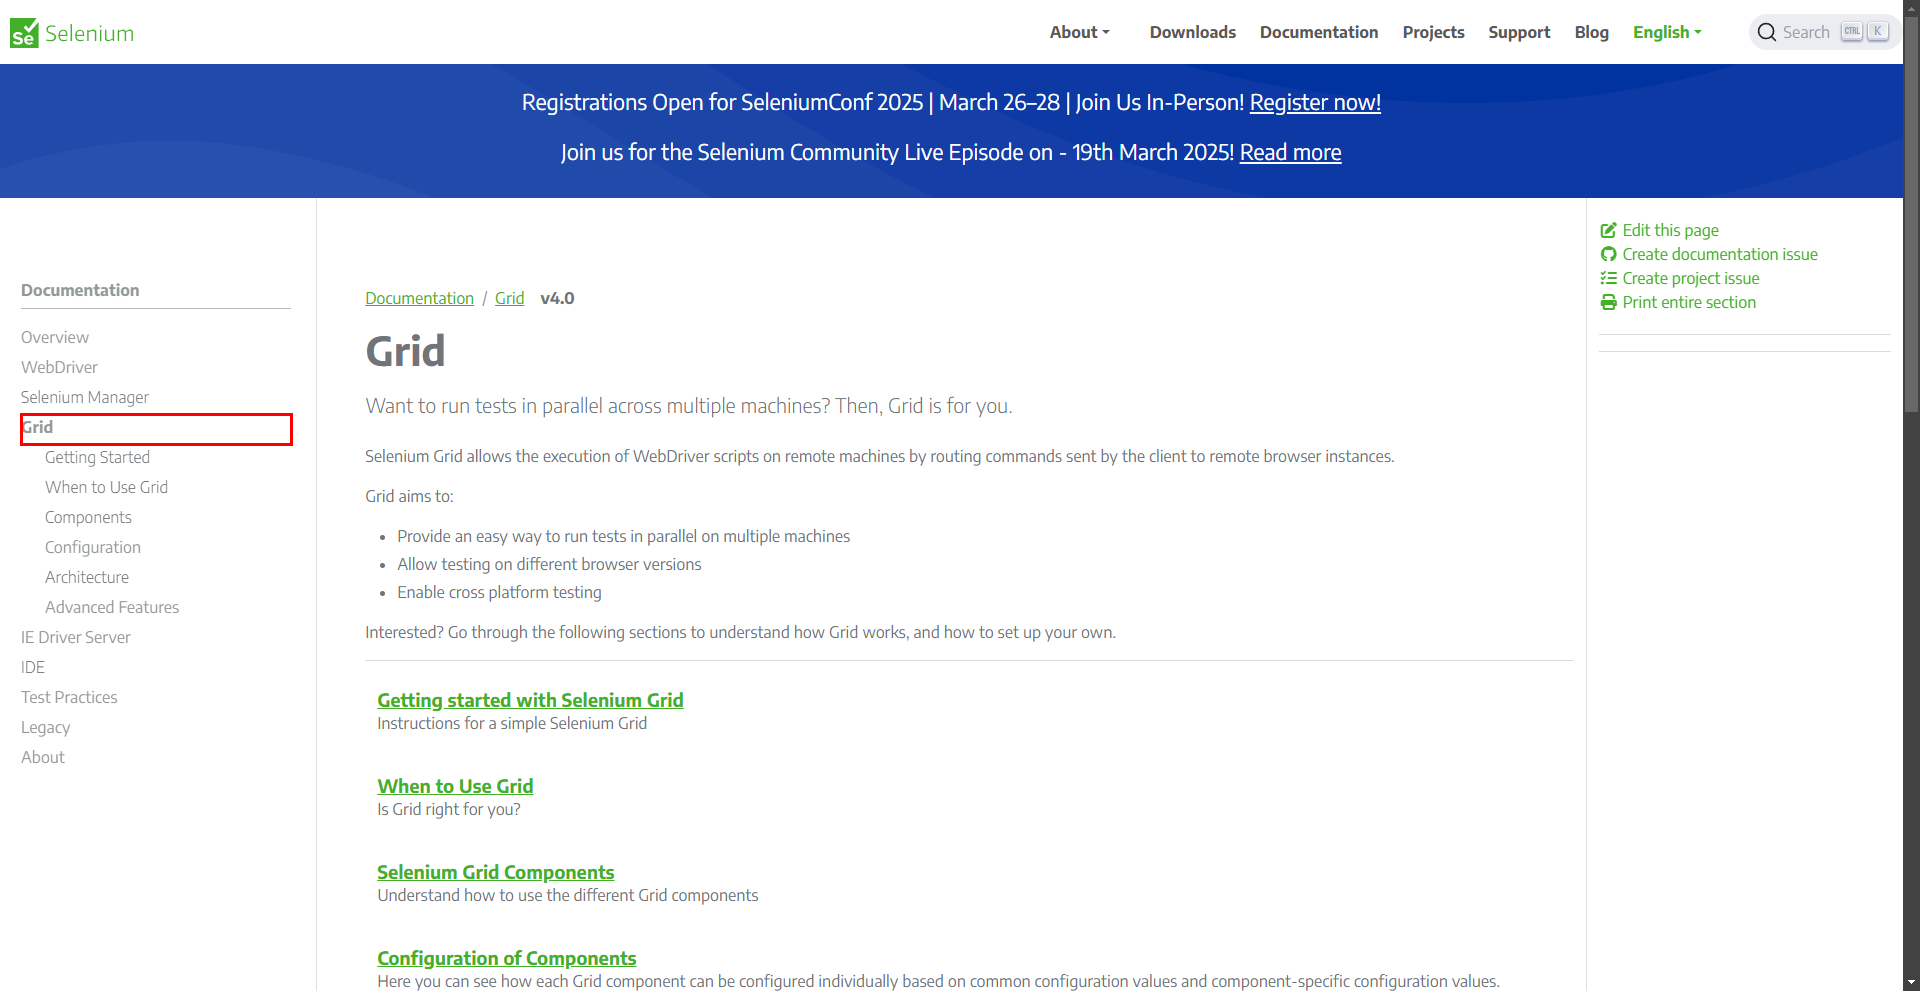 Se Selenium
About
Downloads
Documentation
Projects
Support
Blog
English
Search
CTRL
K
Registrations Open for SeleniumConf 2025 | March 26–28 | Join Us In-Person! Register now!
Join us for the Selenium Community Live Episode on - 19th March 2025! Read more
Documentation
Overview
WebDriver
Selenium Manager
Grid
Getting Started
When to Use Grid
Components
Configuration
Architecture
Advanced Features
IE Driver Server
IDE
Test Practices
Legacy
About
Documentation / Grid v4.0
Grid
Want to run tests in parallel across multiple machines? Then, Grid is for you.
Selenium Grid allows the execution of WebDriver scripts on remote machines by routing commands sent by the client to remote browser instances.
Grid aims to:
• Provide an easy way to run tests in parallel on multiple machines
• Allow testing on different browser versions
• Enable cross platform testing
Interested? Go through the following sections to understand how Grid works, and how to set up your own.
Getting started with Selenium Grid
Instructions for a simple Selenium Grid
When to Use Grid
Is Grid right for you?
Selenium Grid Components
Understand how to use the different Grid components
Configuration of Components
Here you can see how each Grid component can be configured individually based on common configuration values and component-specific configuration values.
Edit this page
Create documentation issue
Create project issue
Print entire section